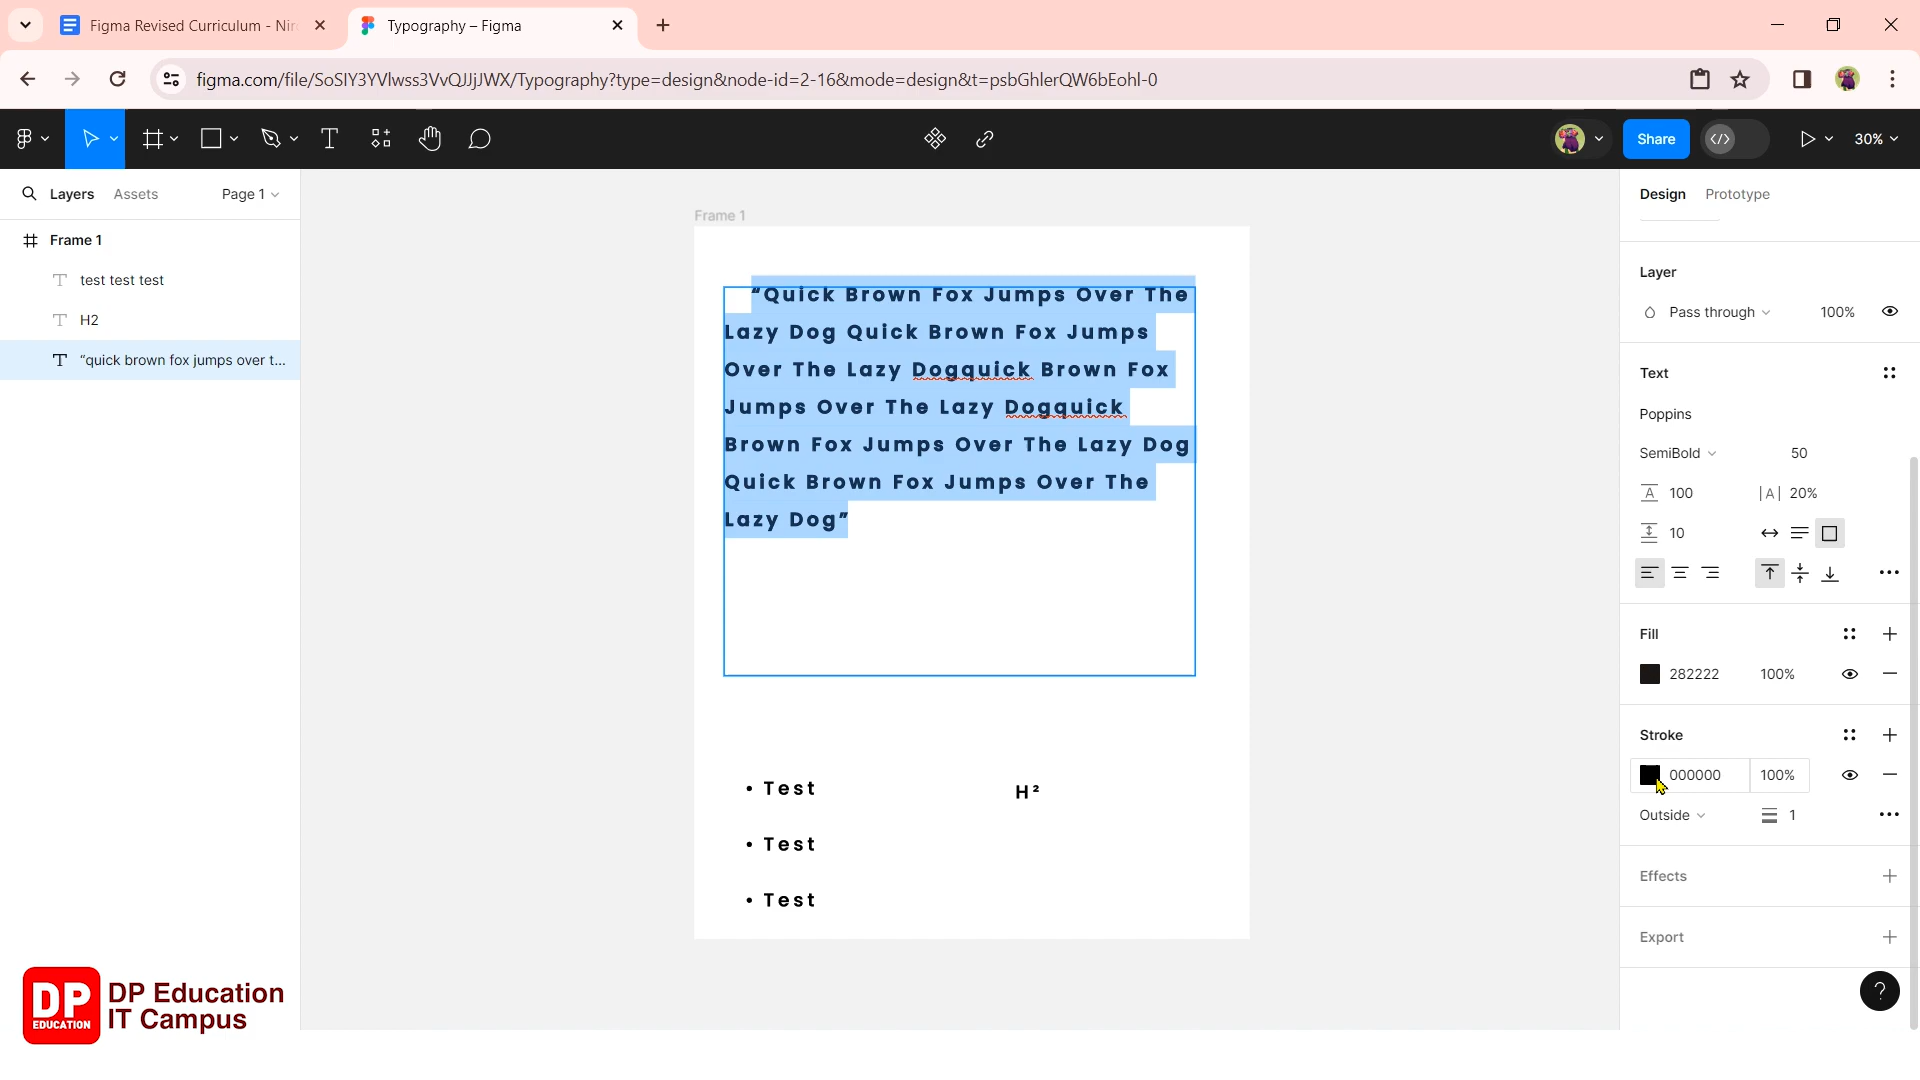 Figma Revised Curriculum - Nir
Typography – Figma
figma.com/file/SoSIY3YVlwss3VvQJJjJWX/Typography?type=design&node-id=2-16&mode=design&t=psbGhlerQW6bEohl-0
Share
30%
Layers
Assets
Page 1
Design
Prototype
Frame 1
test test test
H2
“quick brown fox jumps over t...
Frame 1
“Quick Brown Fox Jumps Over The
Lazy Dog Quick Brown Fox Jumps
Over The Lazy Dogquick Brown Fox
Jumps Over The Lazy Dogquick
Brown Fox Jumps Over The Lazy Dog
Quick Brown Fox Jumps Over The
Lazy Dog”
• Test
• Test
• Test
H²
Layer
Pass through
100%
Text
Poppins
SemiBold
50
100
20%
10
Fill
282222
100%
Stroke
000000
100%
Outside
1
Effects
Export
?
DP
EDUCATION
DP Education
IT Campus